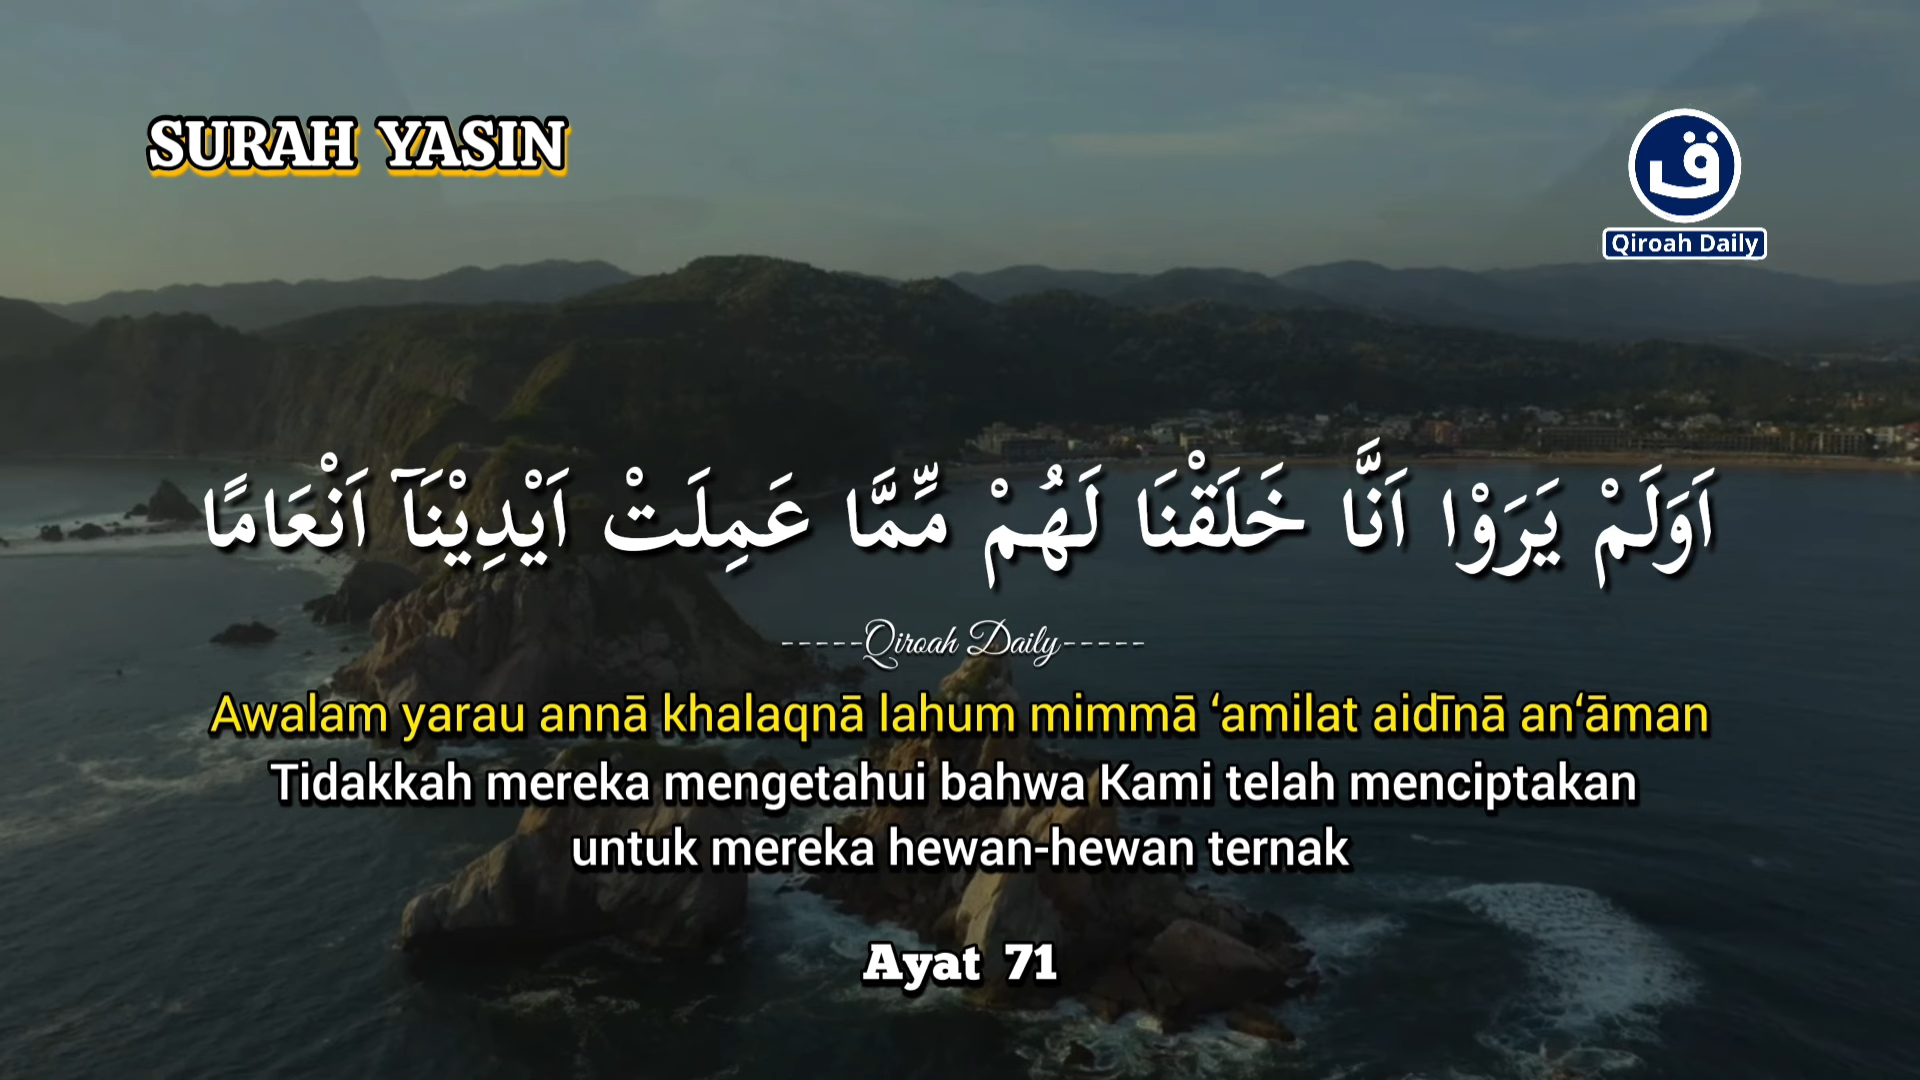 SURAH YASIN
ق
Qiroah Daily
اَوَلَمْ يَرَوْا اَنَّا خَلَقْنَا لَهُمْ مِّمَّا عَمِلَتْ اَيْدِيْنَآ اَنْعَامًا
-----Qiroah Daily-----
Awalam yarau annā khalaqnā lahum mimmā ‘amilat aidīnā an‘āman
Tidakkah mereka mengetahui bahwa Kami telah menciptakan
untuk mereka hewan-hewan ternak
Ayat 71